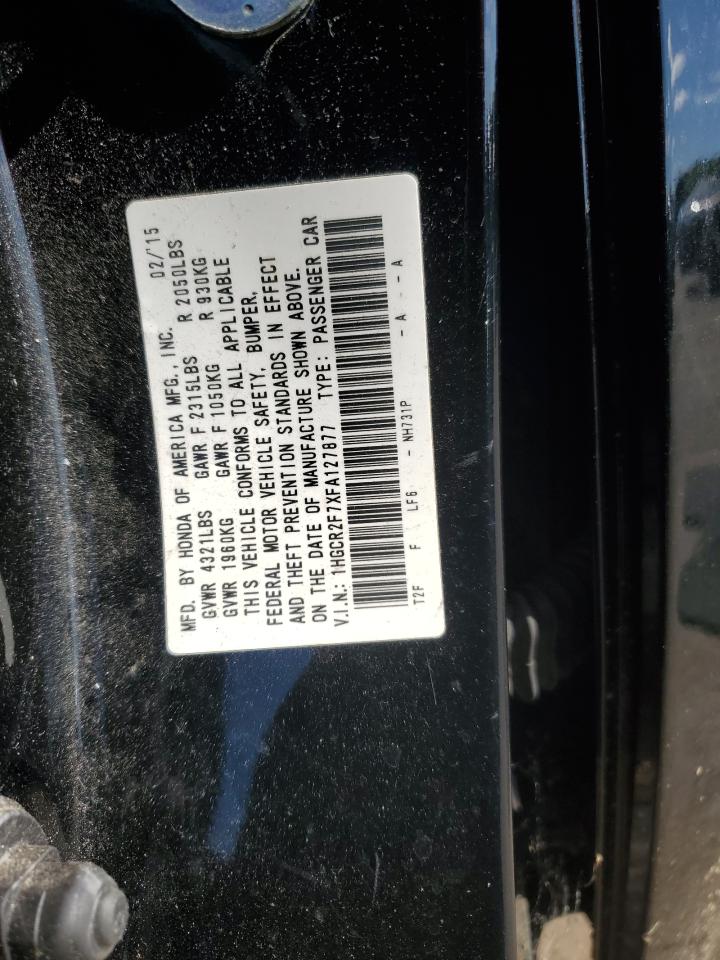 MFD. BY HONDA OF AMERICA MFG., INC. 02/'15
GVWR 4321LBS GAWR F 2315LBS R 2050LBS
GVWR 1960KG GAWR F 1050KG R 930KG
THIS VEHICLE CONFORMS TO ALL APPLICABLE
FEDERAL MOTOR VEHICLE SAFETY, BUMPER,
AND THEFT PREVENTION STANDARDS IN EFFECT
ON THE DATE OF MANUFACTURE SHOWN ABOVE.
V.I.N.: 1HGCR2F7XFA127877 TYPE: PASSENGER CAR
T2F F LF6 - NH731P - A - - A